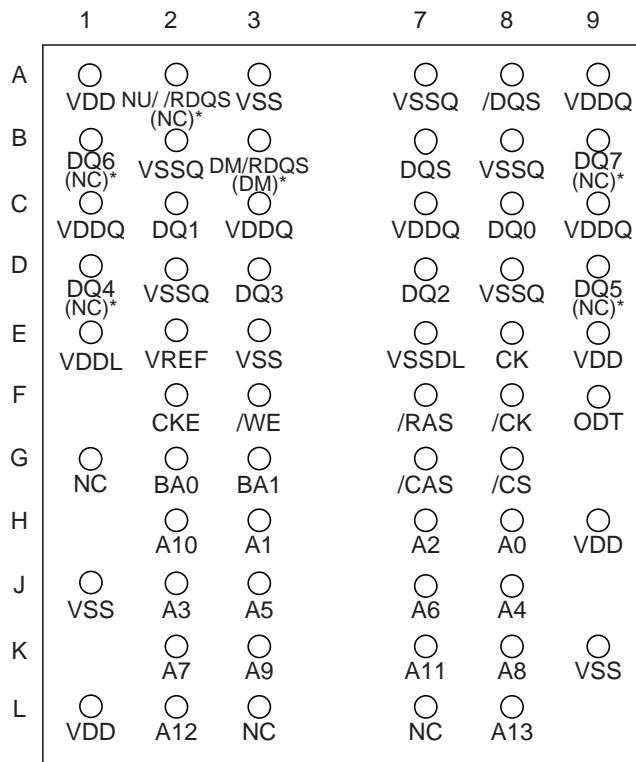 1 2 3 7 8 9
A
VDD NU/ /RDQS VSS VSSQ /DQS VDDQ
(NC)*
B
DQ6 VSSQ DM/RDQS DQS VSSQ DQ7
(NC)* (DM)* (NC)*
C
VDDQ DQ1 VDDQ VDDQ DQ0 VDDQ
D
DQ4 VSSQ DQ3 DQ2 VSSQ DQ5
(NC)* (NC)*
E
VDDL VREF VSS VSSDL CK VDD
F
CKE /WE /RAS /CK ODT
G
NC BA0 BA1 /CAS /CS
H
A10 A1 A2 A0 VDD
J
VSS A3 A5 A6 A4
K
A7 A9 A11 A8 VSS
L
VDD A12 NC NC A13